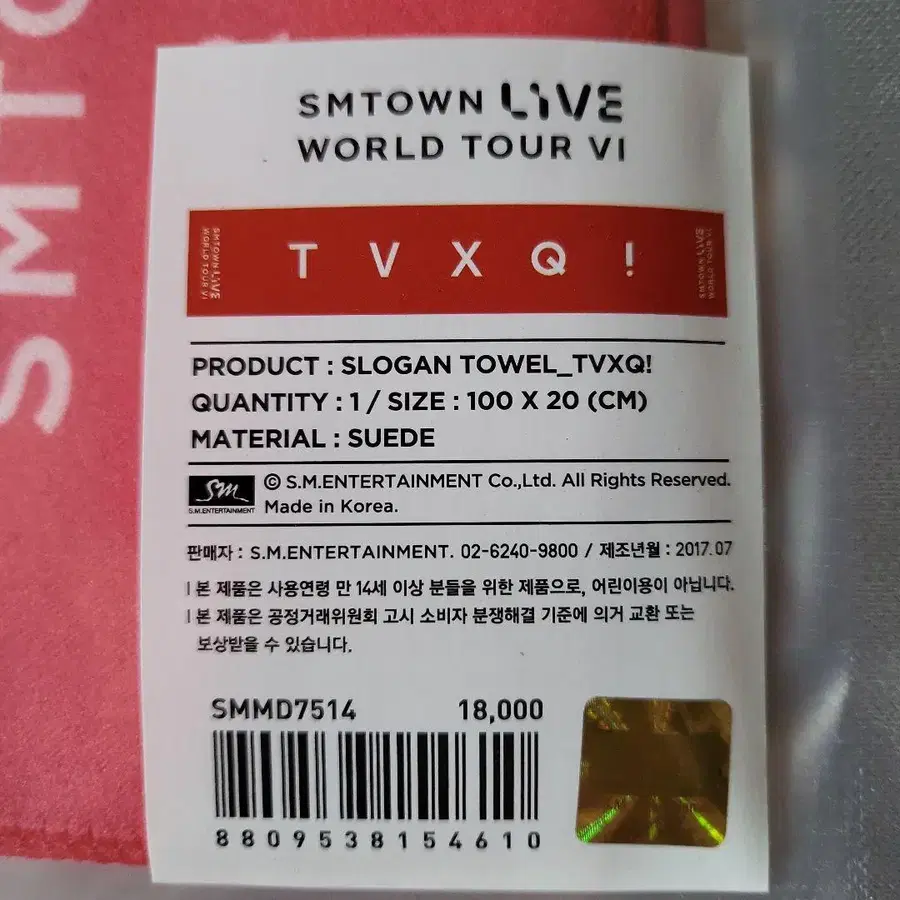 SMTO
SMTOWN LIVE
WORLD TOUR VI
SMTOWN LIVE
WORLD TOUR VI
TVXQ!
SMTOWN LIVE
WORLD TOUR VI
PRODUCT : SLOGAN TOWEL_TVXQ!
QUANTITY : 1 / SIZE : 100 X 20 (CM)
MATERIAL : SUEDE
SM
S.M.ENTERTAINMENT
© S.M.ENTERTAINMENT Co.,Ltd. All Rights Reserved.
Made in Korea.
판매자 : S.M.ENTERTAINMENT. 02-6240-9800 / 제조년월 : 2017.07
| 본 제품은 사용연령 만 14세 이상 분들을 위한 제품으로, 어린이용이 아닙니다.
| 본 제품은 공정거래위원회 고시 소비자 분쟁해결 기준에 의거 교환 또는
보상받을 수 있습니다.
SMMD7514 18,000
8809538154610